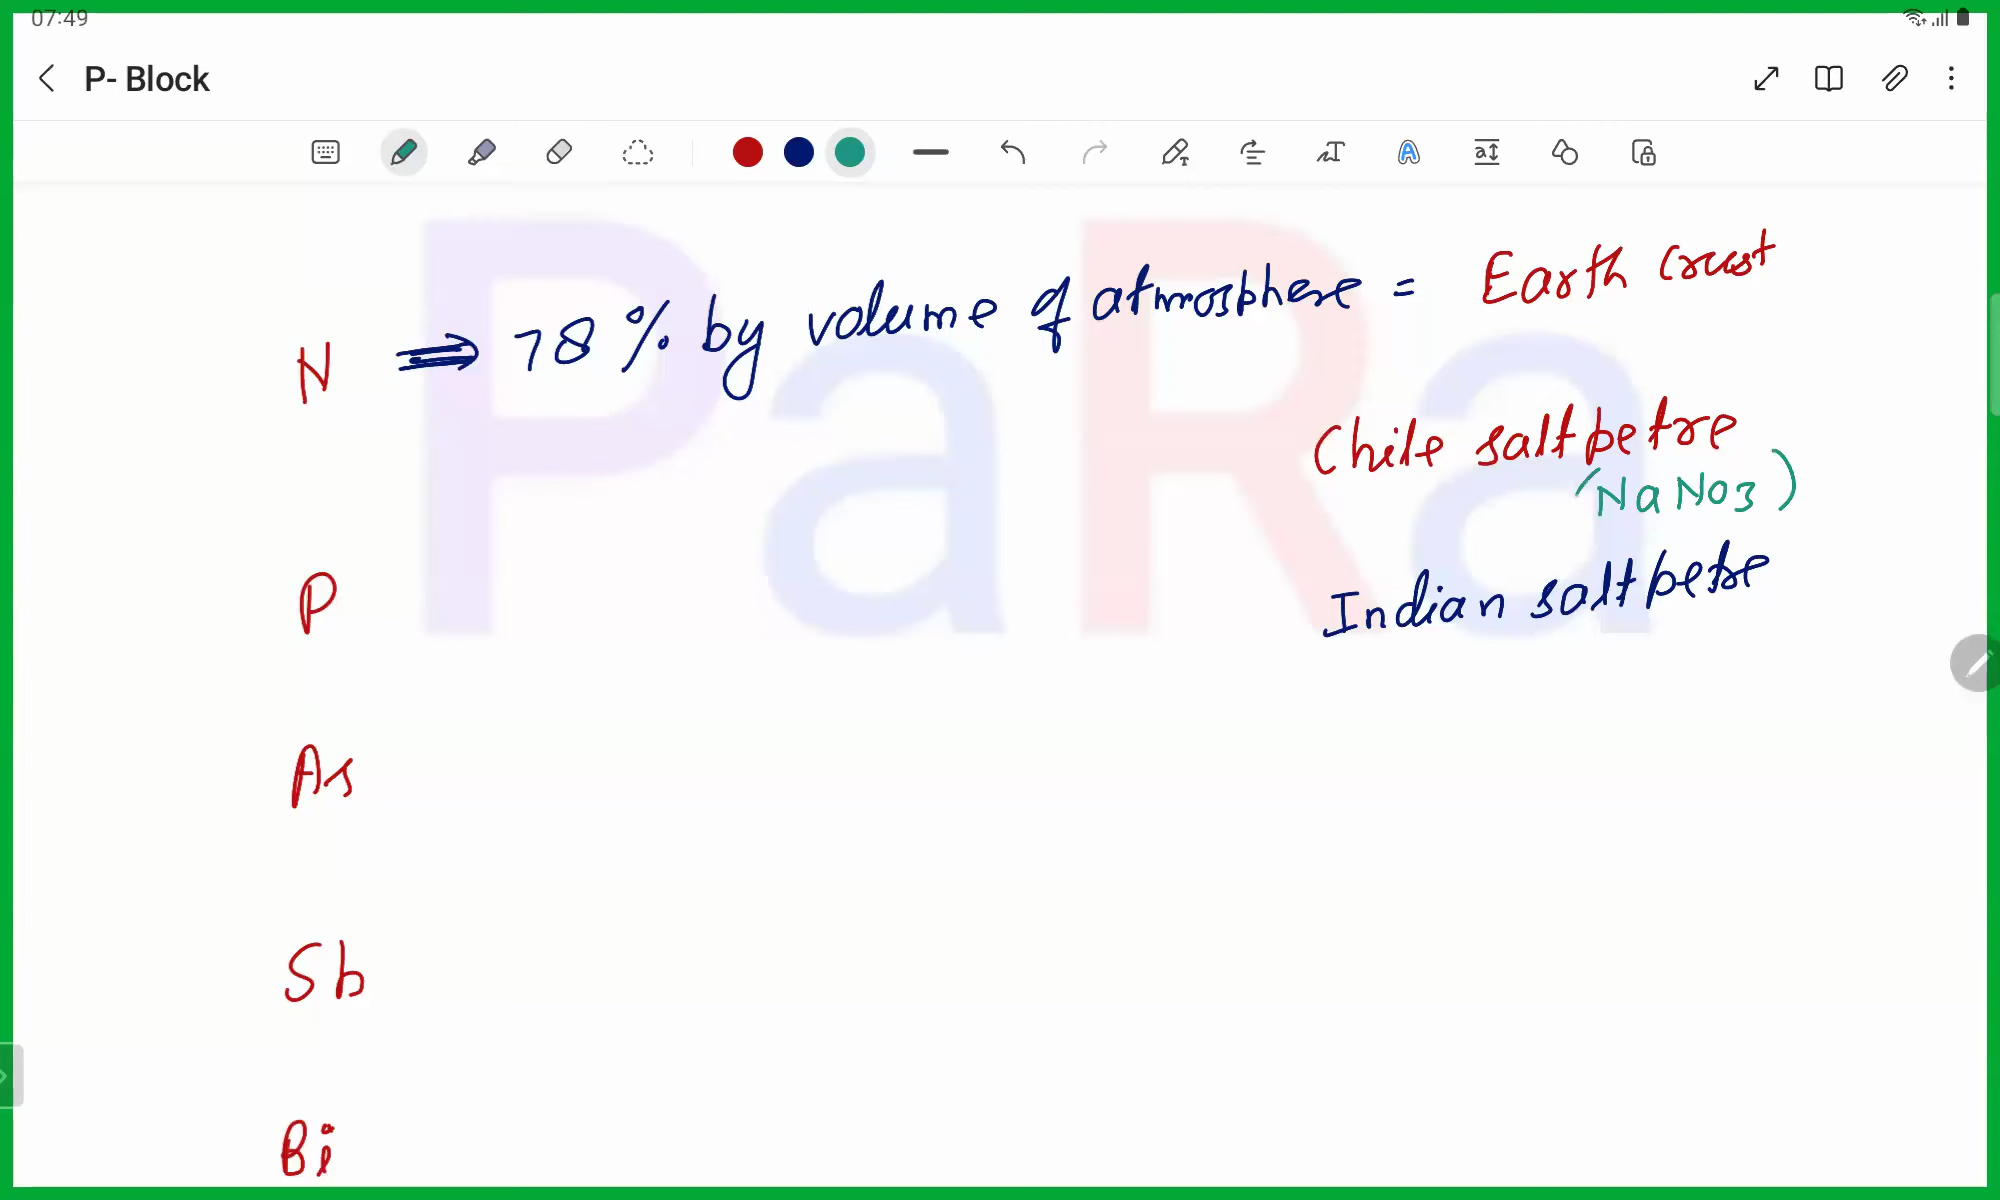 07:49
P- Block
PaRa
N ⇒ 78 % by volume of atmosphere = Earth crust
Chile saltpetre
(NaNO3)
P
Indian saltpetre
As
Sb
Bi